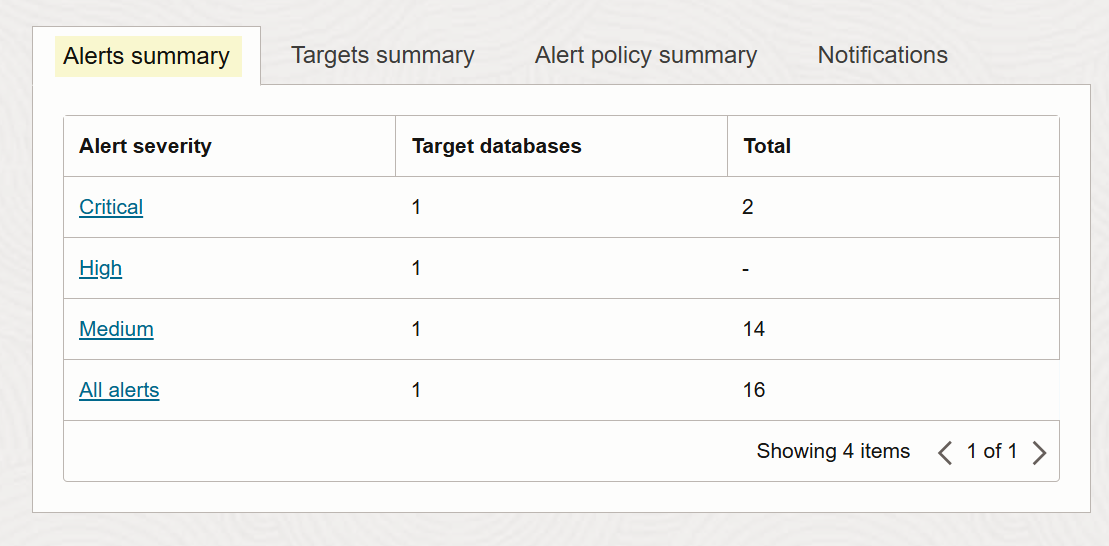 Alerts summary Targets summary Alert policy summary Notifications
Alert severity Target databases Total
Critical 1 2
High 1 -
Medium 1 14
All alerts 1 16
Showing 4 items 1 of 1